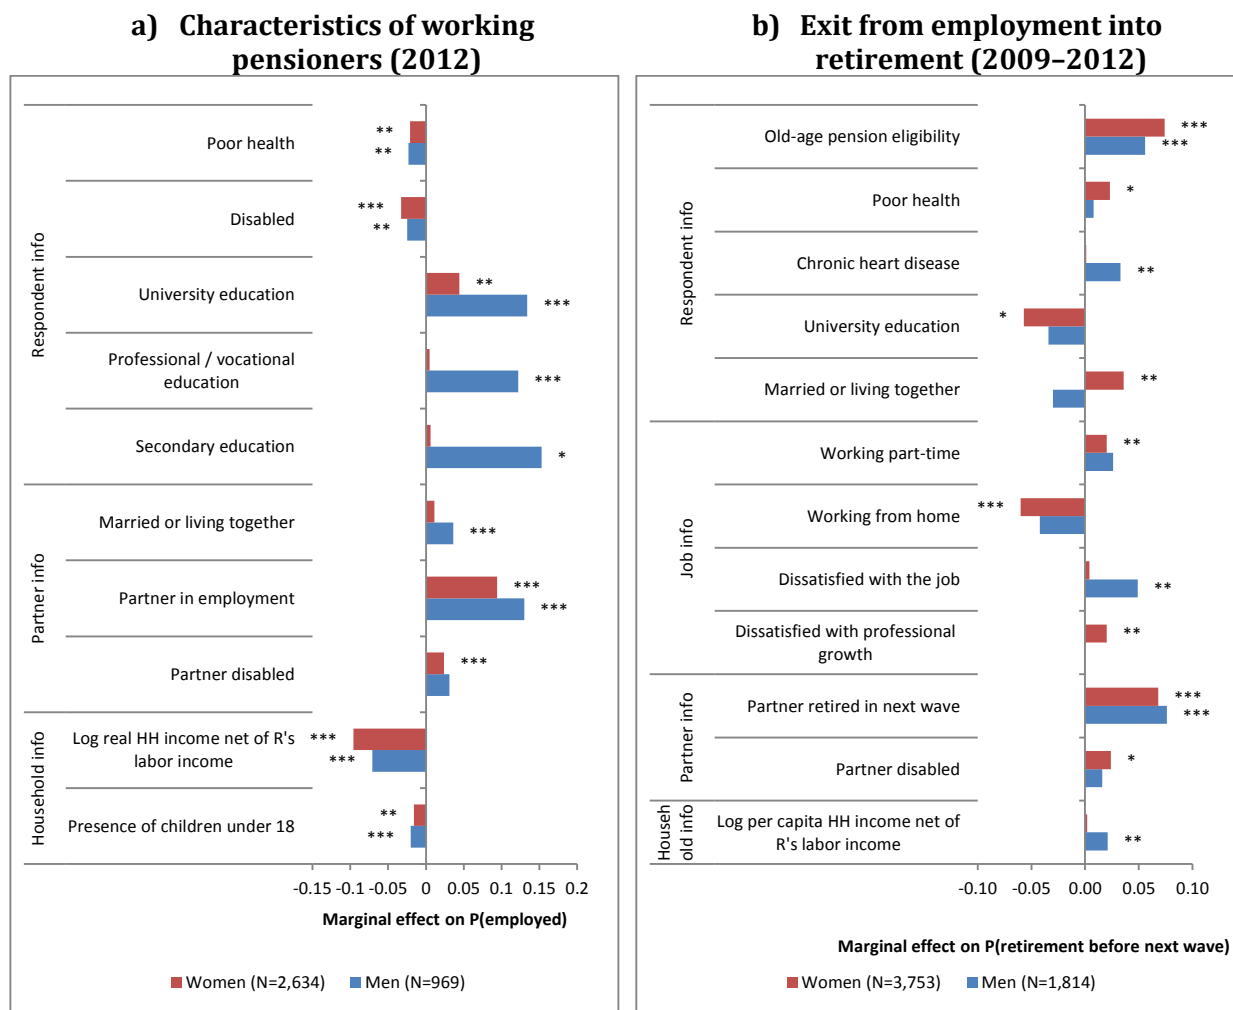 a) Characteristics of working
pensioners (2012)
Respondent info
Poor health
**
**
Disabled
***
**
University education
**
***
Professional / vocational
education
***
Secondary education
*
Partner info
Married or living together
***
Partner in employment
***
***
Partner disabled
***
Household info
Log real HH income net of R's
labor income
***
***
Presence of children under 18
**
***
-0.15 -0.1 -0.05 0 0.05 0.1 0.15 0.2
Marginal effect on P(employed)
Women (N=2,634) Men (N=969)
b) Exit from employment into
retirement (2009–2012)
Respondent info
Old-age pension eligibility
***
***
Poor health
*
Chronic heart disease
**
University education
*
Married or living together
**
Job info
Working part-time
**
Working from home
***
Dissatisfied with the job
**
Dissatisfied with professional
growth
**
Partner info
Partner retired in next wave
***
***
Partner disabled
*
Househ
old info
Log per capita HH income net of
R's labor income
**
-0.10 -0.05 0.00 0.05 0.10
Marginal effect on P(retirement before next wave)
Women (N=3,753) Men (N=1,814)